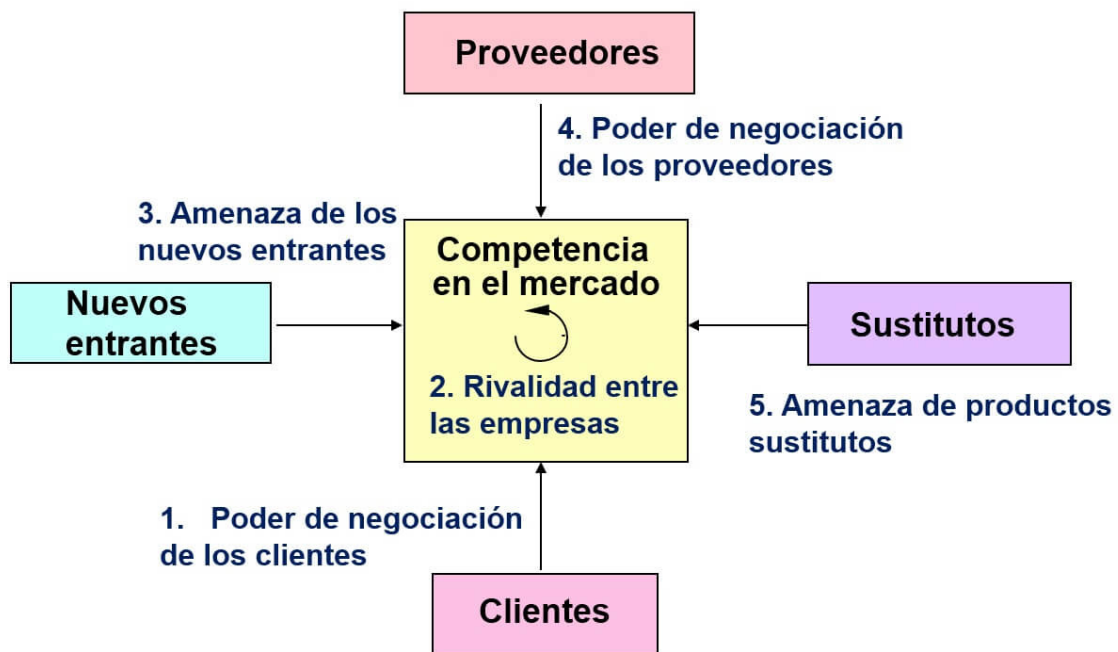 Proveedores
4. Poder de negociación
de los proveedores
3. Amenaza de los
nuevos entrantes
Competencia
en el mercado
Nuevos
entrantes
Sustitutos
2. Rivalidad entre
las empresas
5. Amenaza de productos
sustitutos
1. Poder de negociación
de los clientes
Clientes